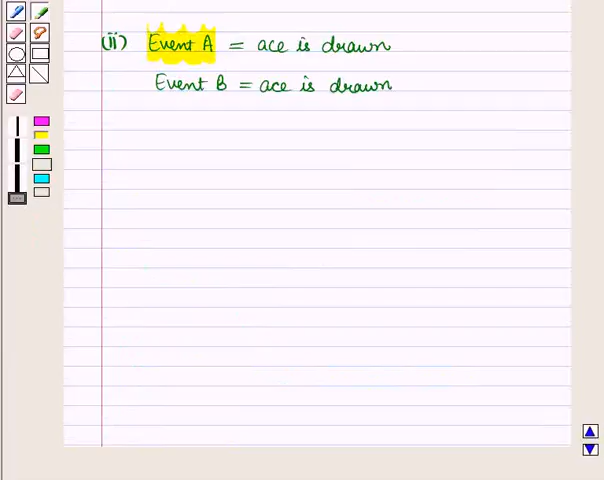 (ii) Event A = ace is drawn
Event B = ace is drawn